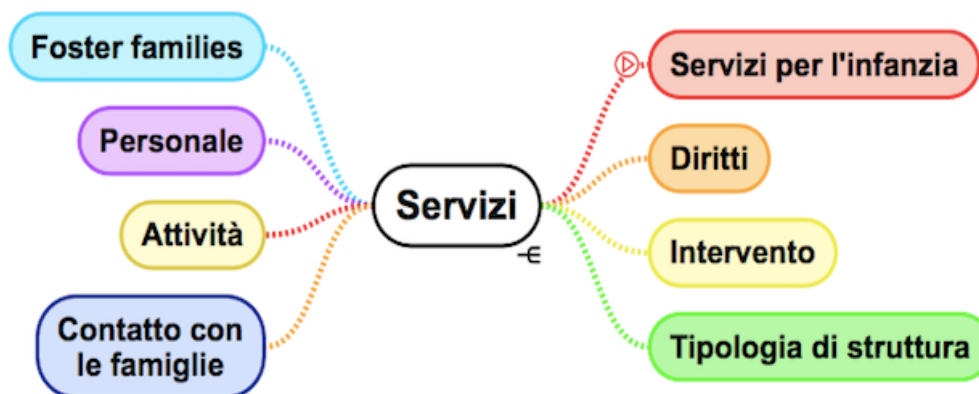 Foster families
Personale
Attività
Contatto con
le famiglie
Servizi
Servizi per l'infanzia
Diritti
Intervento
Tipologia di struttura